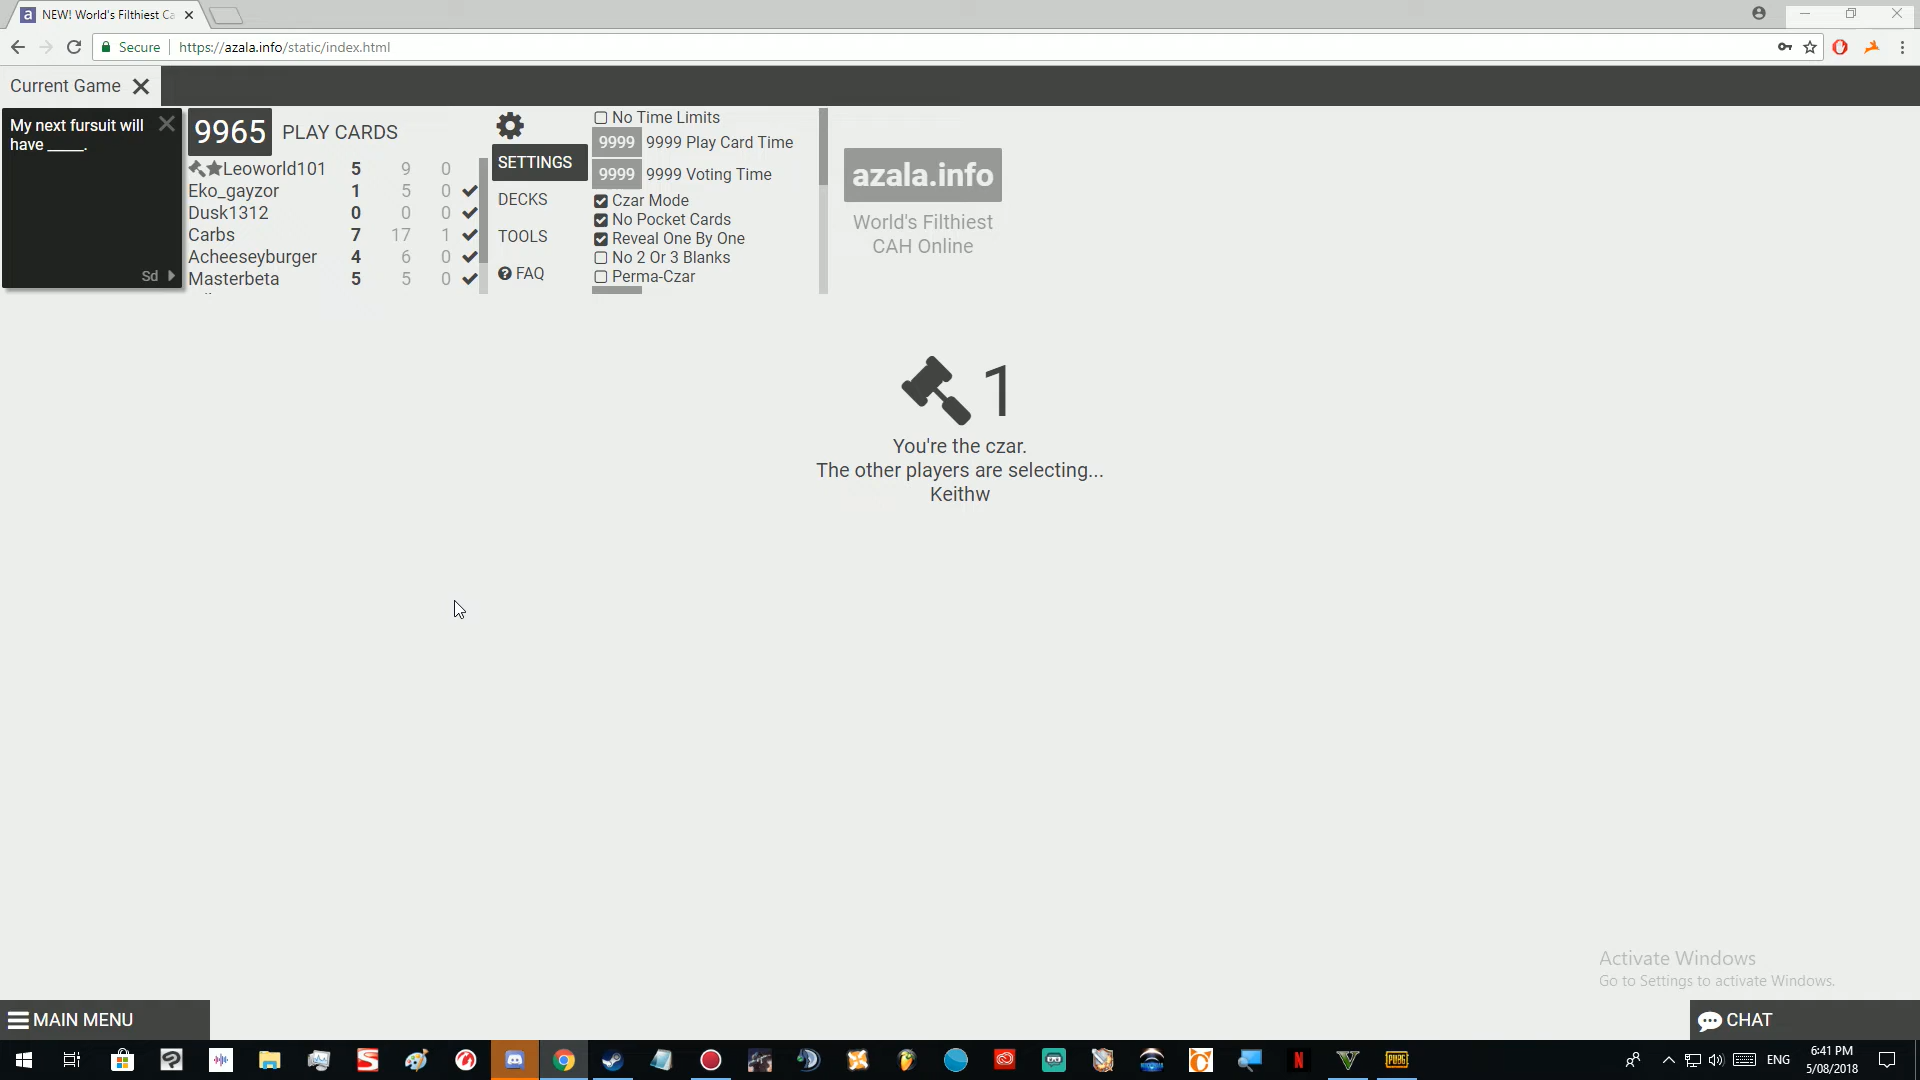 NEW! World's Filthiest Ca
Secure https://azala.info/static/index.html
Current Game
My next fursuit will
have _____.
Sd
9965 PLAY CARDS
Leoworld101 5 9 0
Eko_gayzor 1 5 0
Dusk1312 0 0 0
Carbs 7 17 1
Acheeseyburger 4 6 0
Masterbeta 5 5 0
SETTINGS
DECKS
TOOLS
FAQ
No Time Limits
9999 9999 Play Card Time
9999 9999 Voting Time
Czar Mode
No Pocket Cards
Reveal One By One
No 2 Or 3 Blanks
Perma-Czar
azala.info
World's Filthiest
CAH Online
1
You're the czar.
The other players are selecting...
Keithw
Activate Windows
Go to Settings to activate Windows.
MAIN MENU
CHAT
ENG
6:41 PM
5/08/2018